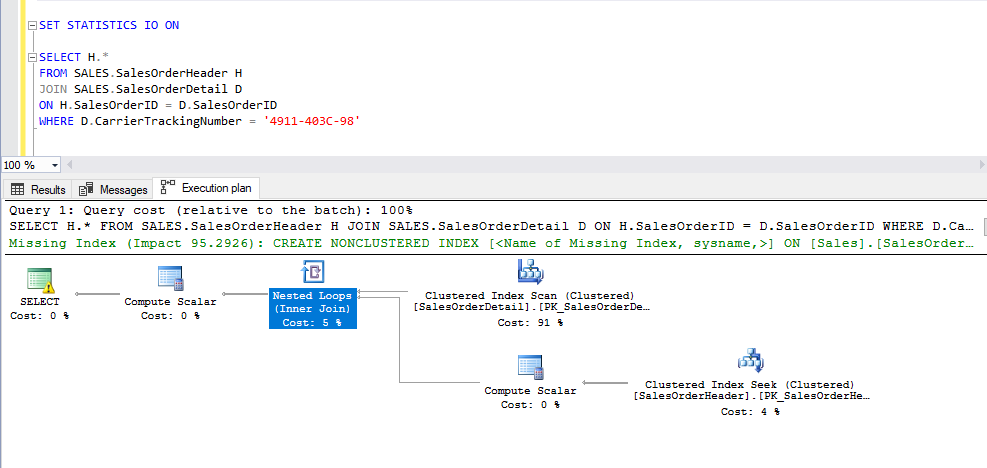 SET STATISTICS IO ON
SELECT H.*
FROM SALES.SalesOrderHeader H
JOIN SALES.SalesOrderDetail D
ON H.SalesOrderID = D.SalesOrderID
WHERE D.CarrierTrackingNumber = '4911-403C-98'
100 %
Results Messages Execution plan
Query 1: Query cost (relative to the batch): 100%
SELECT H.* FROM SALES.SalesOrderHeader H JOIN SALES.SalesOrderDetail D ON H.SalesOrderID = D.SalesOrderID WHERE D.Ca…
Missing Index (Impact 95.2926): CREATE NONCLUSTERED INDEX [<Name of Missing Index, sysname,>] ON [Sales].[SalesOrder…
SELECT
Cost: 0 %
Compute Scalar
Cost: 0 %
Nested Loops
(Inner Join)
Cost: 5 %
Clustered Index Scan (Clustered)
[SalesOrderDetail].[PK_SalesOrderDe…
Cost: 91 %
Compute Scalar
Cost: 0 %
Clustered Index Seek (Clustered)
[SalesOrderHeader].[PK_SalesOrderHe…
Cost: 4 %